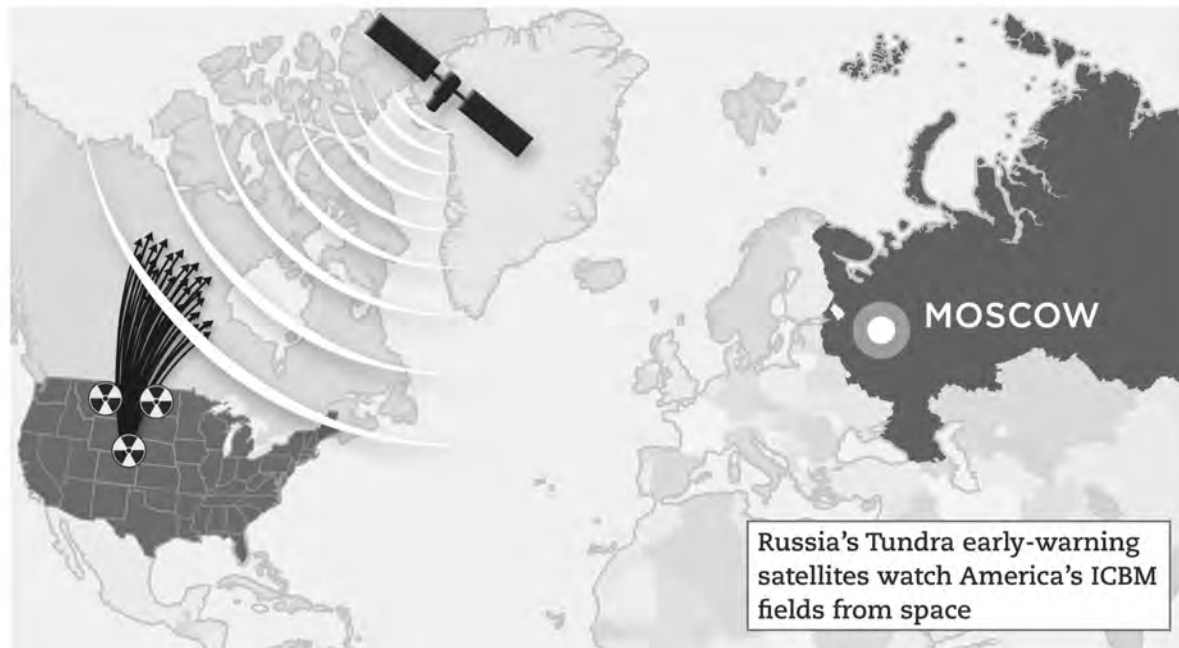 MOSCOW
Russia's Tundra early-warning
satellites watch America's ICBM
fields from space